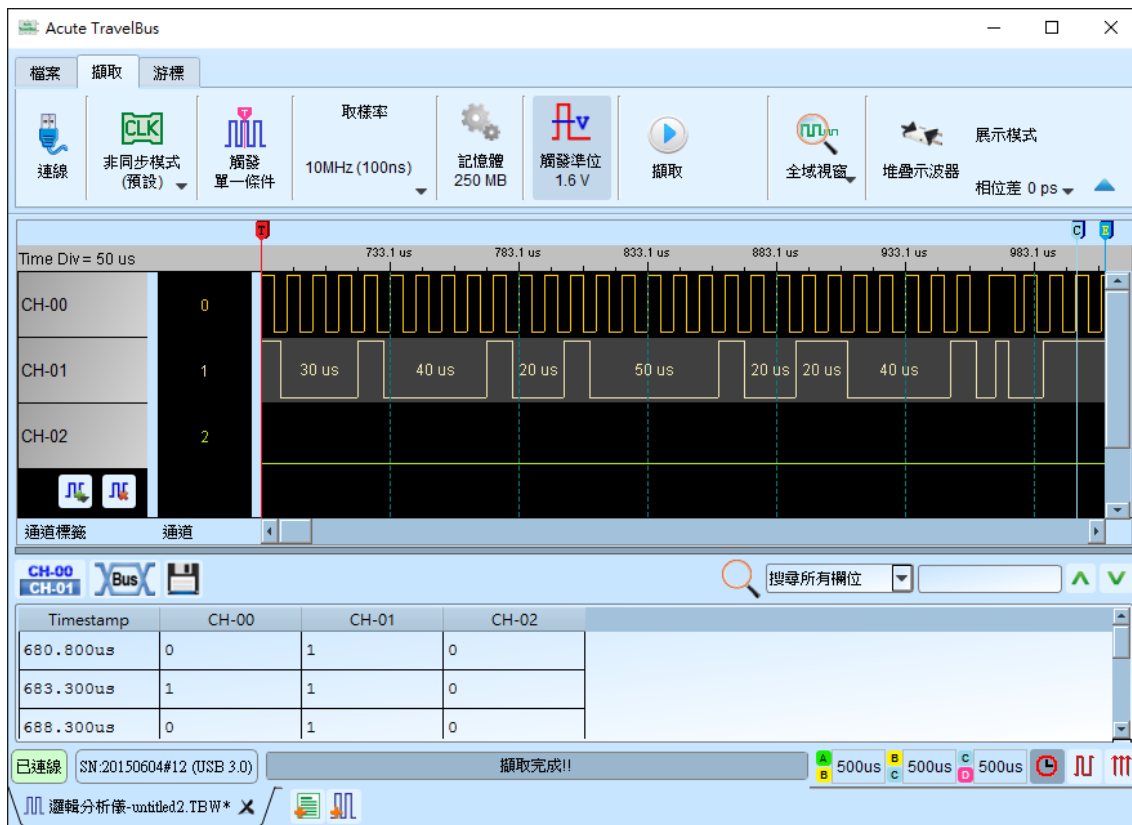 Acute TravelBus
檔案 擷取 游標
連線
CLK
非同步模式
(預設)
觸發
單一條件
取樣率
10MHz (100ns)
記憶體
250 MB
V
觸發準位
1.6 V
擷取
全域視窗
堆疊示波器
展示模式
相位差 0 ps
T C E
Time Div = 50 us 733.1 us 783.1 us 833.1 us 883.1 us 933.1 us 983.1 us
CH-00 0
CH-01 1 30 us 40 us 20 us 50 us 20 us 20 us 40 us
CH-02 2
通道標籤 通道
CH-00
CH-01
Bus
搜尋所有欄位
Timestamp CH-00 CH-01 CH-02
680.800us 0 1 0
683.300us 1 1 0
688.300us 0 1 0
已連線 SN:20150604#12 (USB 3.0) 擷取完成!! A B 500us B C 500us C D 500us
邏輯分析儀-untitled2.TBW*